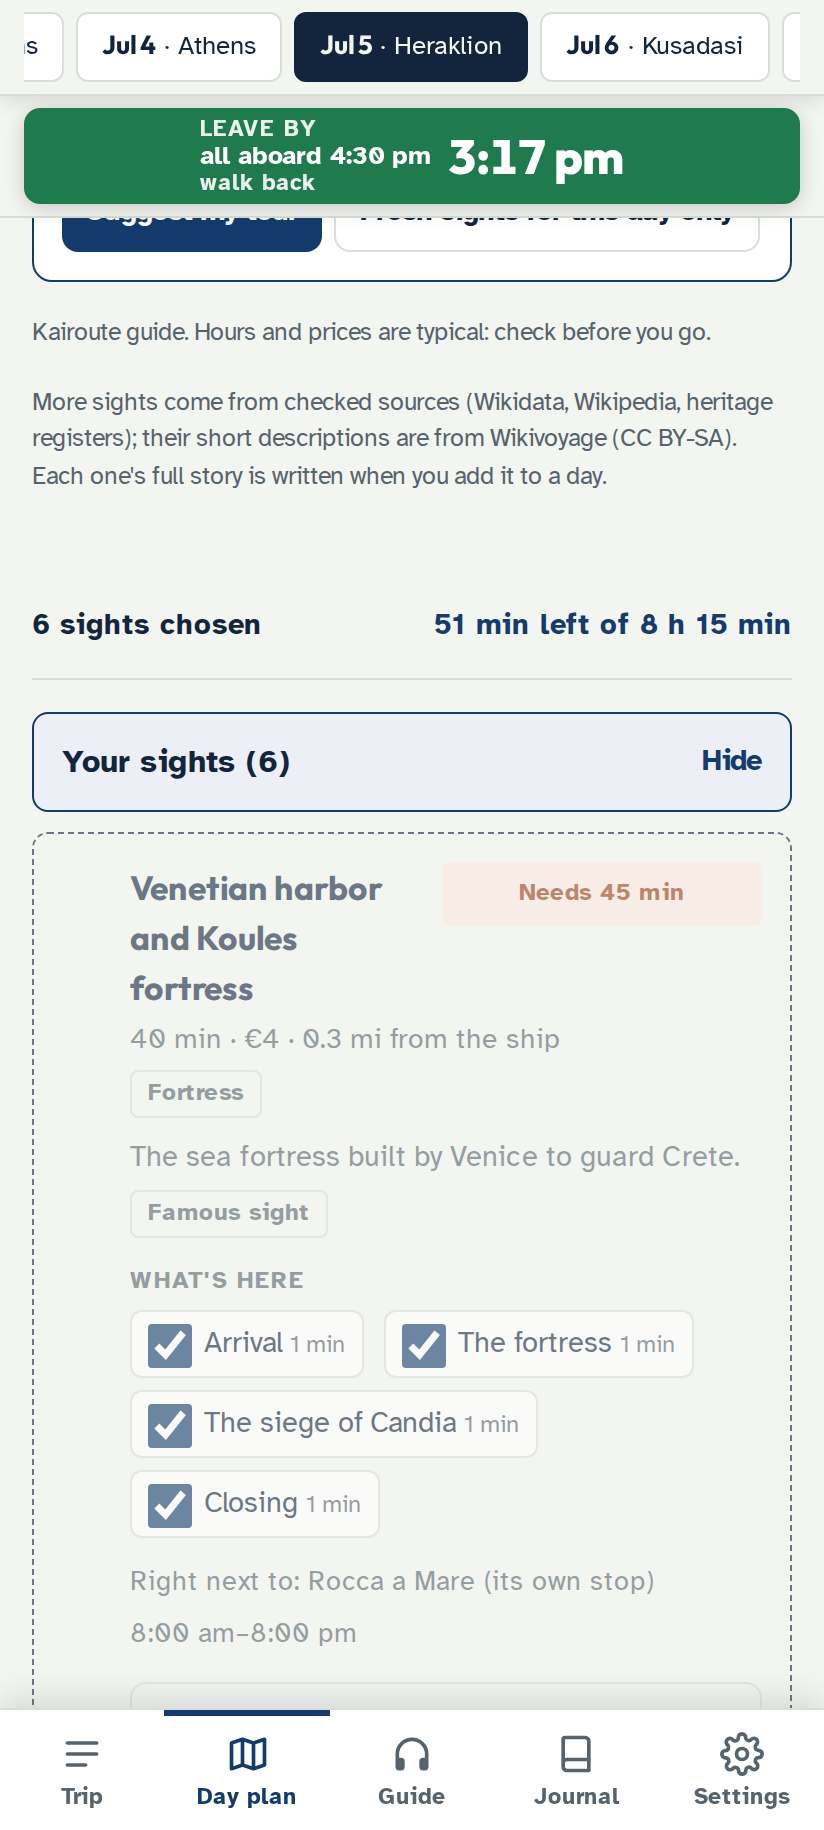 Jul 4 · Athens
Jul 5 · Heraklion
Jul 6 · Kusadasi
LEAVE BY
all aboard 4:30 pm
walk back
3:17 pm
Kairoute guide. Hours and prices are typical: check before you go.
More sights come from checked sources (Wikidata, Wikipedia, heritage
registers); their short descriptions are from Wikivoyage (CC BY-SA).
Each one's full story is written when you add it to a day.
6 sights chosen
51 min left of 8 h 15 min
Your sights (6)
Hide
Venetian harbor
and Koules
fortress
Needs 45 min
40 min · €4 · 0.3 mi from the ship
Fortress
The sea fortress built by Venice to guard Crete.
Famous sight
WHAT'S HERE
Arrival 1 min
The fortress 1 min
The siege of Candia 1 min
Closing 1 min
Right next to: Rocca a Mare (its own stop)
8:00 am–8:00 pm
Trip
Day plan
Guide
Journal
Settings